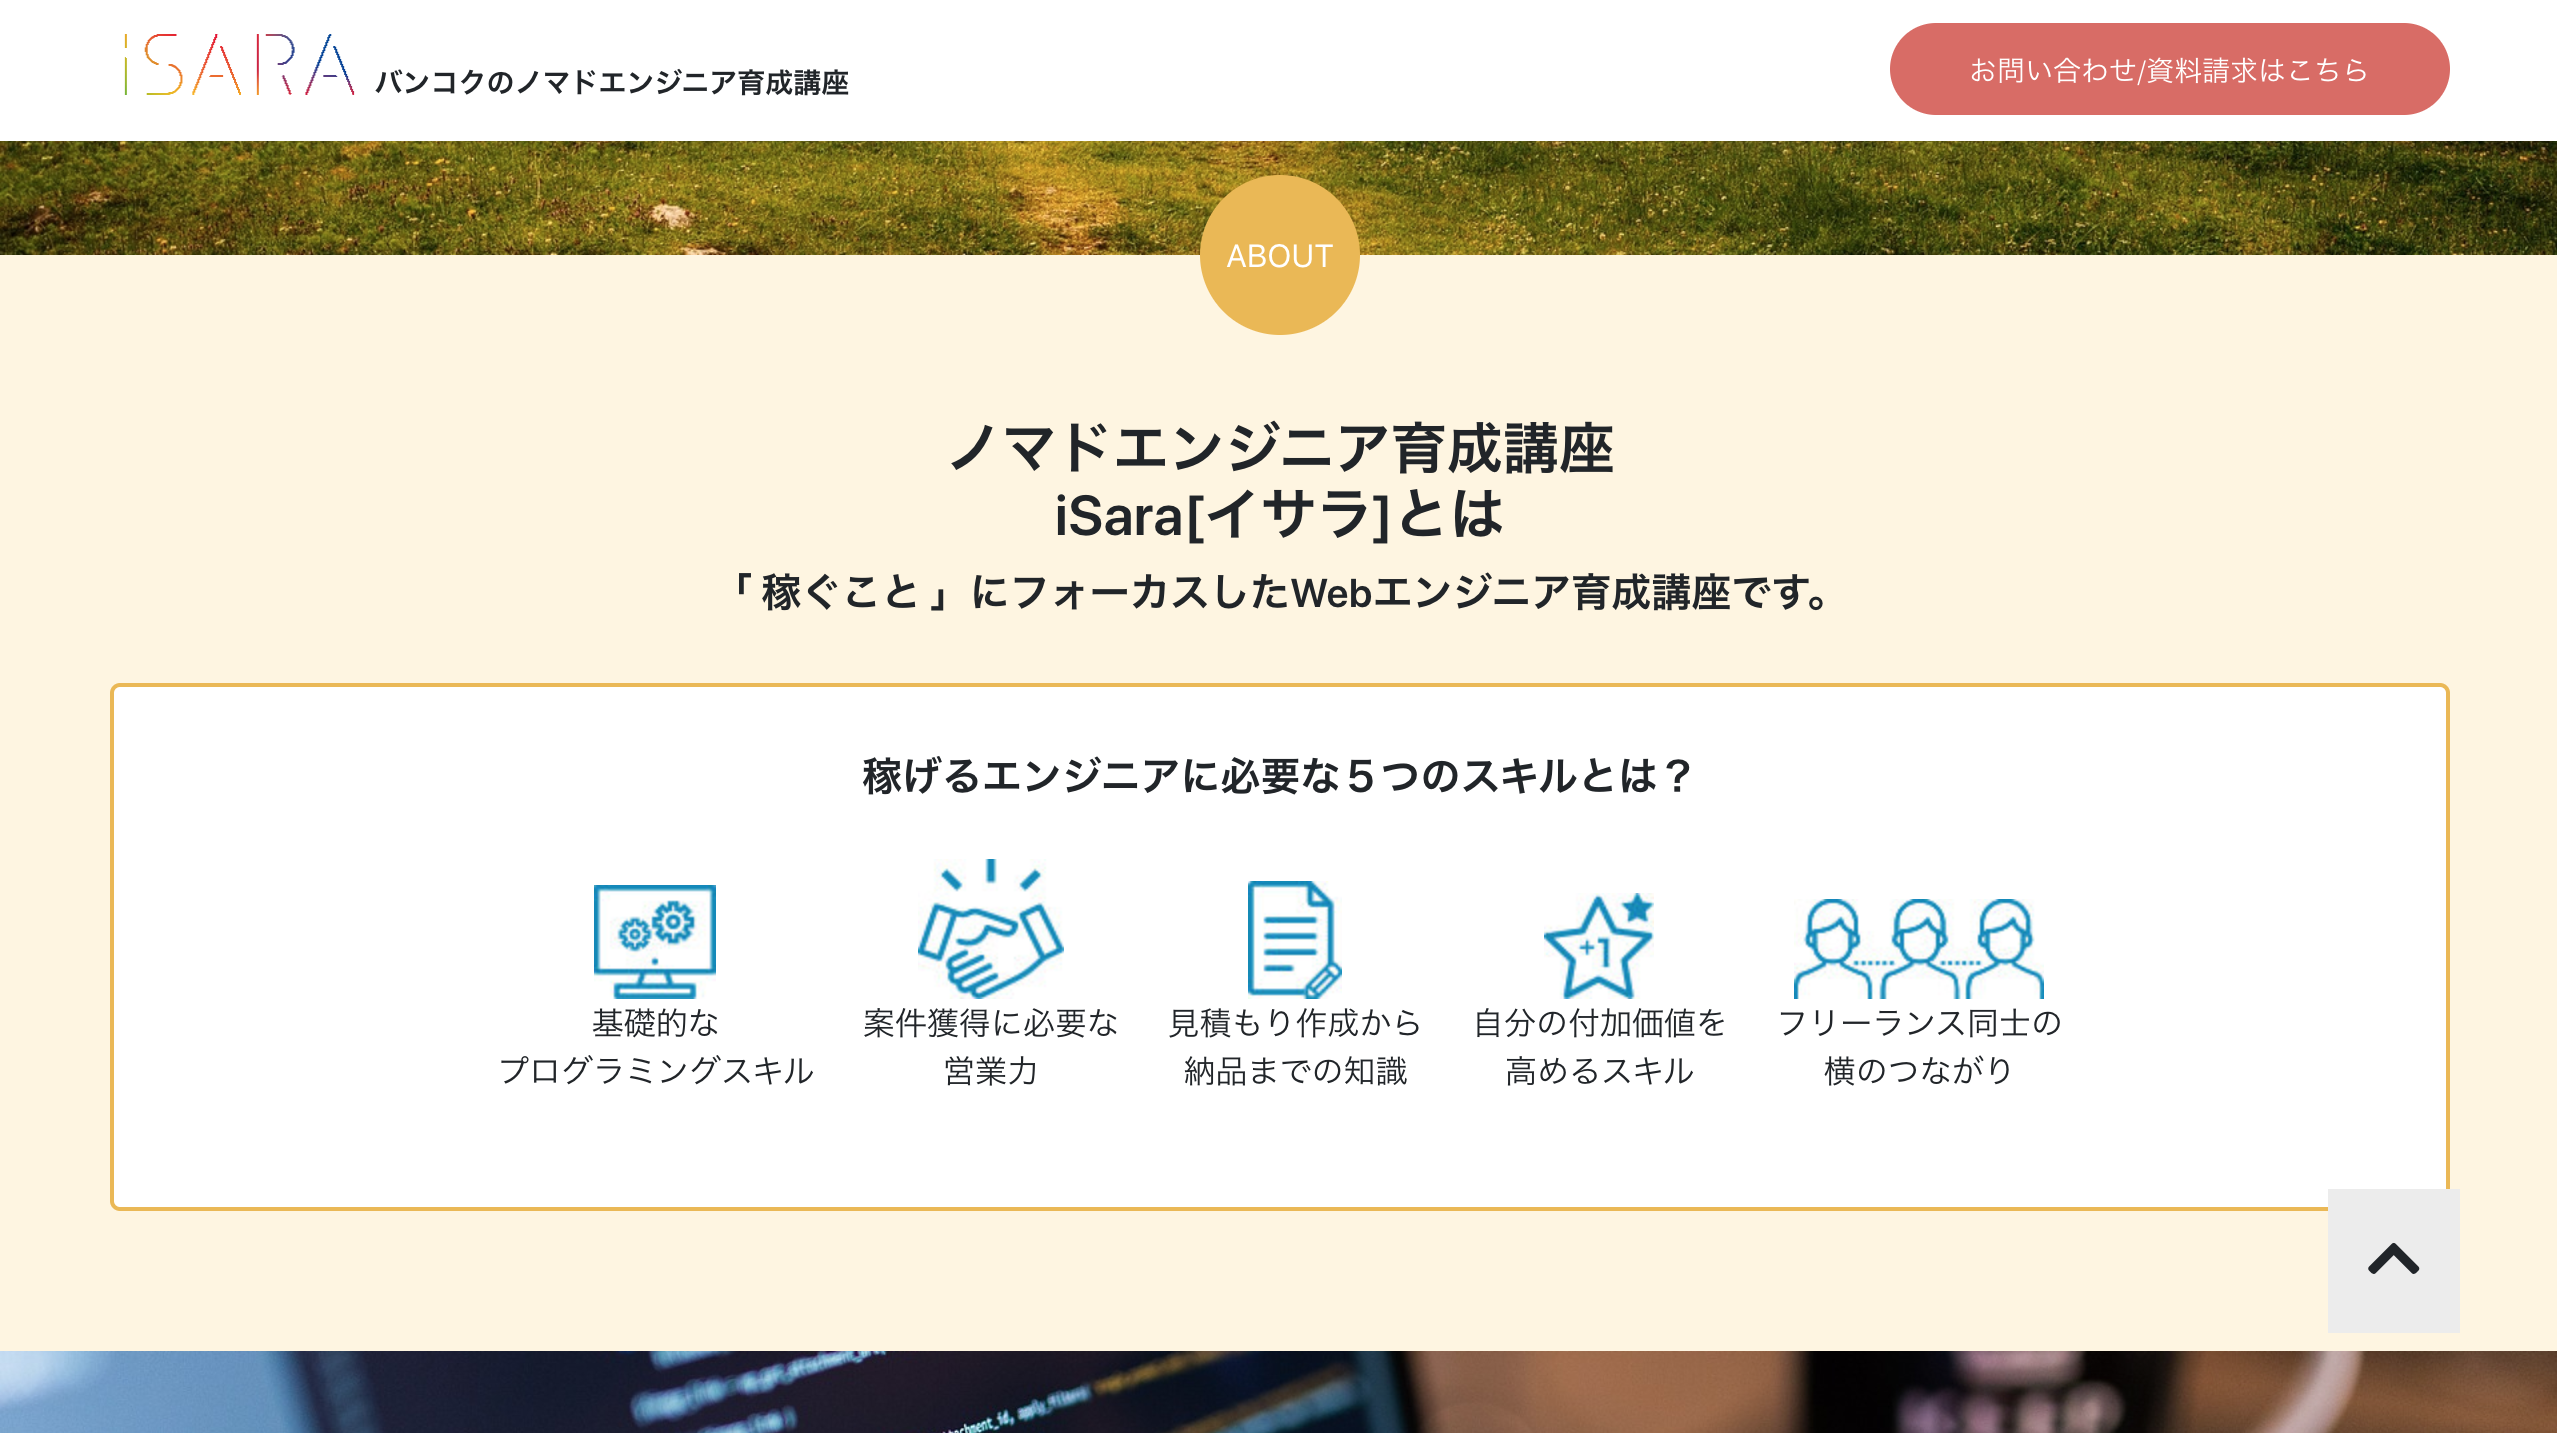 iSARA バンコクのノマドエンジニア育成講座
お問い合わせ/資料請求はこちら
ABOUT
ノマドエンジニア育成講座
iSara[イサラ]とは
「 稼ぐこと 」にフォーカスしたWebエンジニア育成講座です。
稼げるエンジニアに必要な５つのスキルとは？
+1
基礎的な
プログラミングスキル
案件獲得に必要な
営業力
見積もり作成から
納品までの知識
自分の付加価値を
高めるスキル
フリーランス同士の
横のつながり